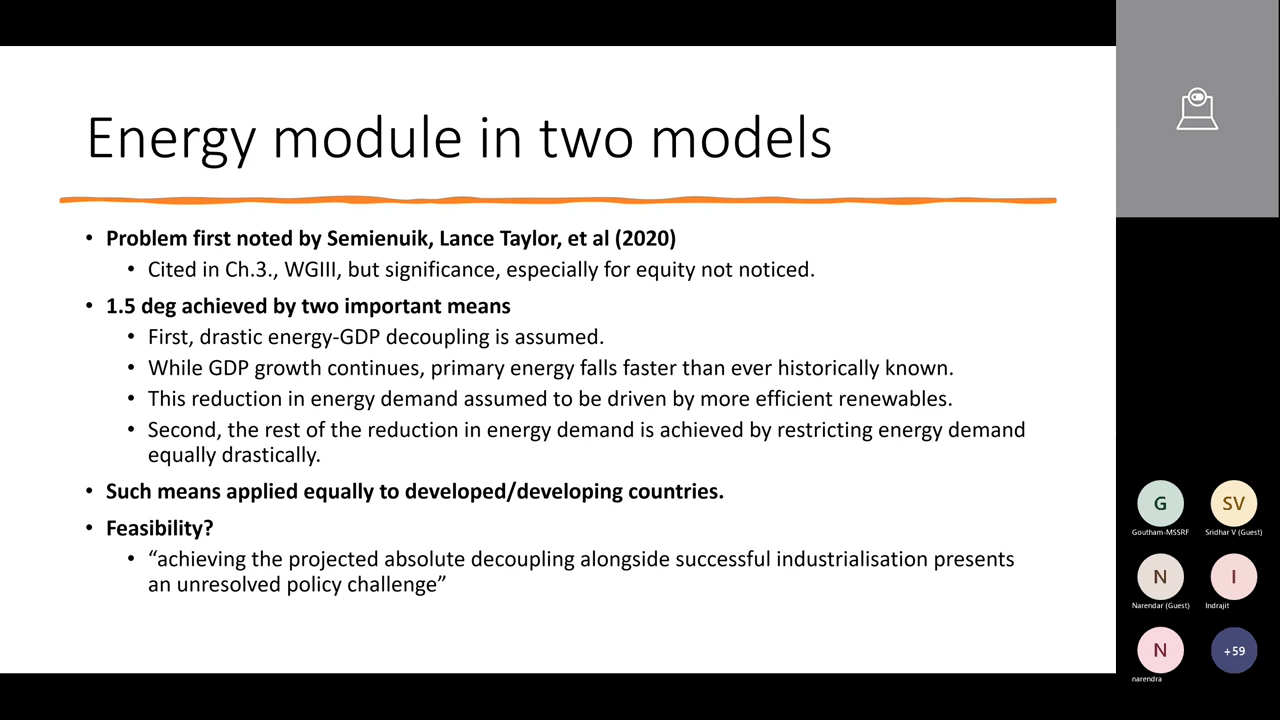 Energy module in two models
• Problem first noted by Semienuik, Lance Taylor, et al (2020)
• Cited in Ch.3., WGIII, but significance, especially for equity not noticed.
• 1.5 deg achieved by two important means
• First, drastic energy-GDP decoupling is assumed.
• While GDP growth continues, primary energy falls faster than ever historically known.
• This reduction in energy demand assumed to be driven by more efficient renewables.
• Second, the rest of the reduction in energy demand is achieved by restricting energy demand
equally drastically.
• Such means applied equally to developed/developing countries.
• Feasibility?
• “achieving the projected absolute decoupling alongside successful industrialisation presents
an unresolved policy challenge”
G
SV
Goutham-MSSRF
Sridhar V (Guest)
N
I
Narendar (Guest)
Indrajit
N
+59
narendra